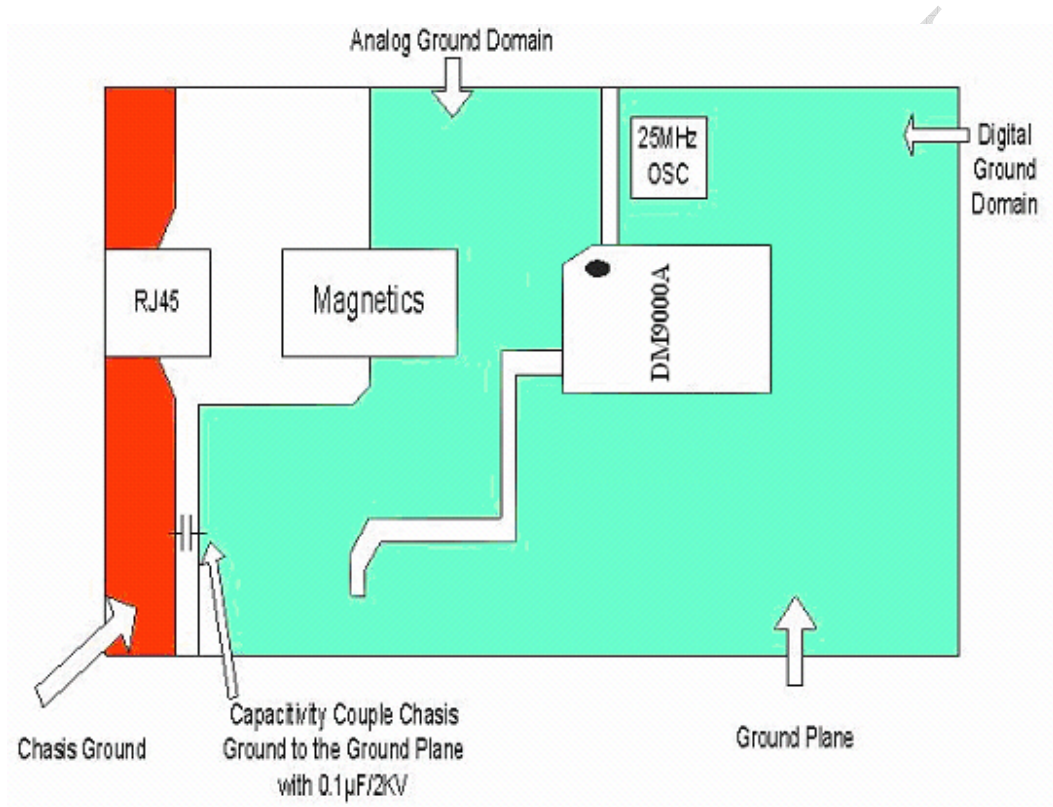 Analog Ground Domain
25MHz
OSC
Digital
Ground
Domain
RJ45
Magnetics
DM9000A
Chasis Ground
Capacitivity Couple Chasis
Ground to the Ground Plane
with 0.1µF/2KV
Ground Plane